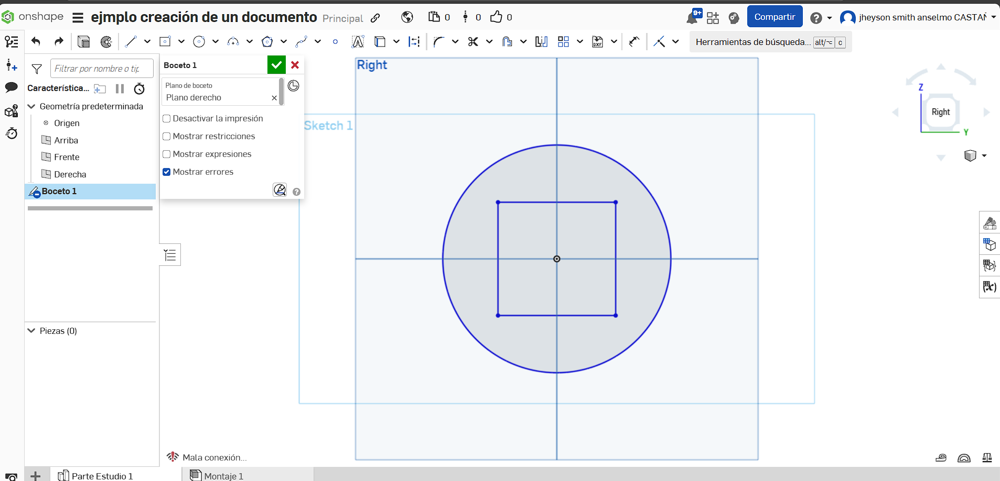 onshape ejmplo creación de un documento Principal 0 0 0 9+ Compartir jheyson smith anselmo CASTAÑ
Herramientas de búsqueda... alt/⌥ c
Filtrar por nombre o tip
Característica...
Geometría predeterminada
Origen
Arriba
Frente
Derecha
Boceto 1
Piezas (0)
Boceto 1
Plano de boceto
Plano derecho
Desactivar la impresión
Mostrar restricciones
Mostrar expresiones
Mostrar errores
Right
Sketch 1
Z
Right
Y
Mala conexión...
Parte Estudio 1 Montaje 1